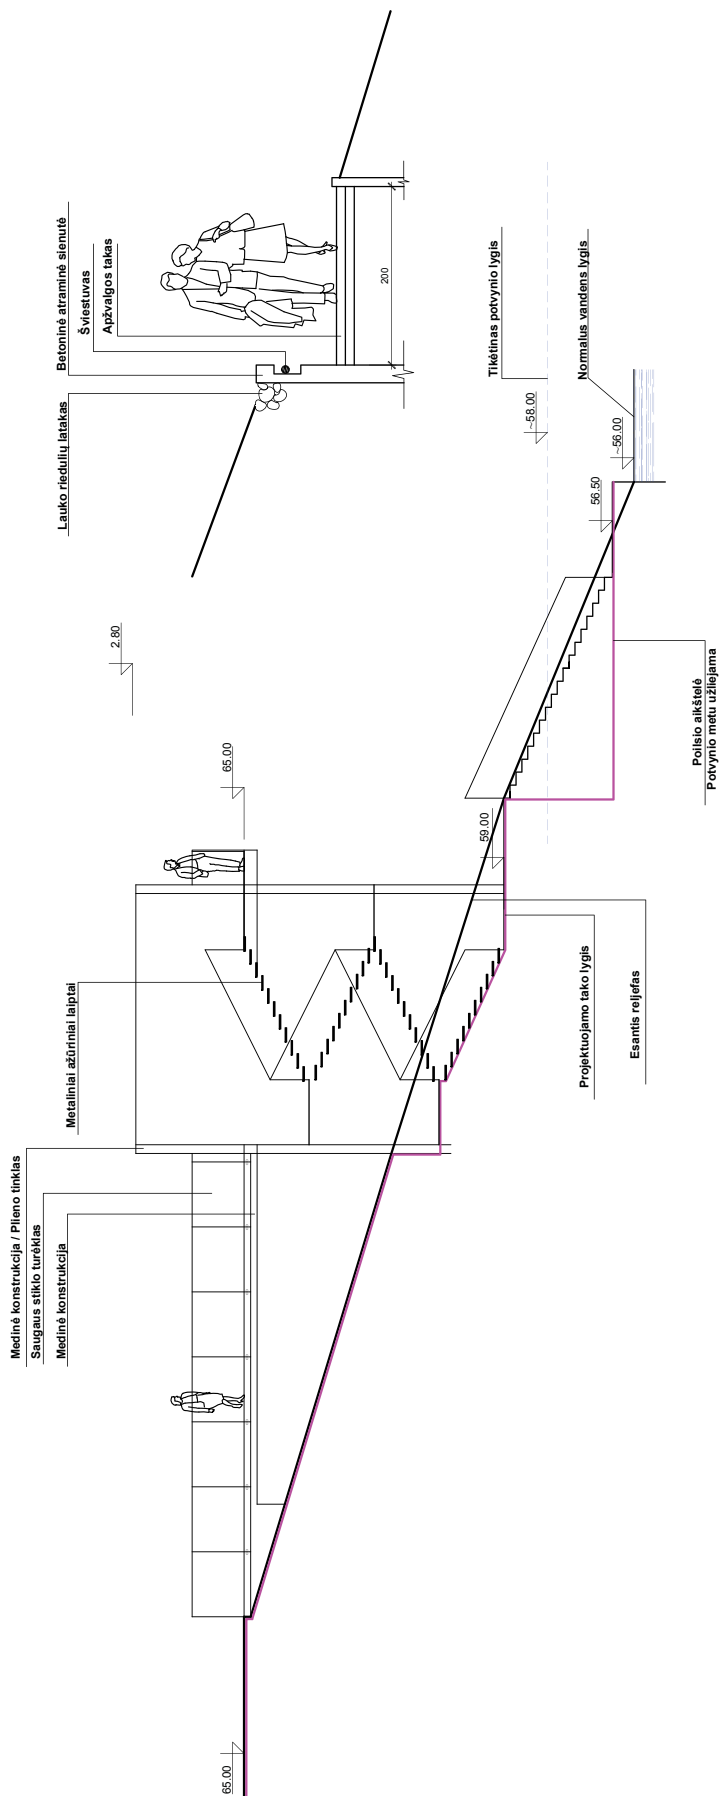 Medinė konstrukcija / Plieno tinklas
Saugaus stiklo turėklas
Medinė konstrukcija
Metaliniai ažūriniai laiptai
Lauko riedulių latakas
Betoninė atraminė sienutė
Šviestuvas
Apžvalgos takas
200
2.80
65.00
65.00
59.00
Tikėtinas potvynio lygis
~58.00
Normalus vandens lygis
~56.00
56.50
Projektuojamo tako lygis
Esantis reljefas
Poilsio aikštelė
Potvynio metu užliejama